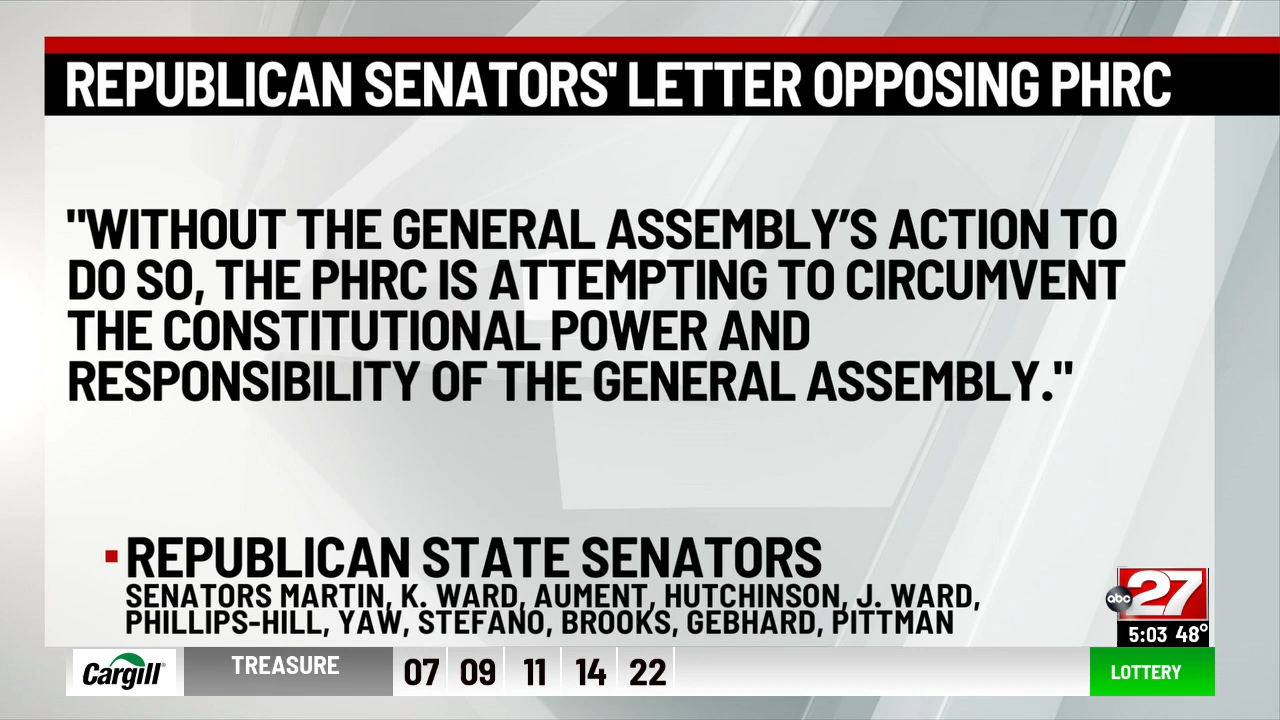 REPUBLICAN SENATORS' LETTER OPPOSING PHRC
"WITHOUT THE GENERAL ASSEMBLY’S ACTION TO
DO SO, THE PHRC IS ATTEMPTING TO CIRCUMVENT
THE CONSTITUTIONAL POWER AND
RESPONSIBILITY OF THE GENERAL ASSEMBLY."
REPUBLICAN STATE SENATORS
SENATORS MARTIN, K. WARD, AUMENT, HUTCHINSON, J. WARD,
PHILLIPS-HILL, YAW, STEFANO, BROOKS, GEBHARD, PITTMAN
abc 27
5:03 48°
Cargill TREASURE 07 09 11 14 22 LOTTERY